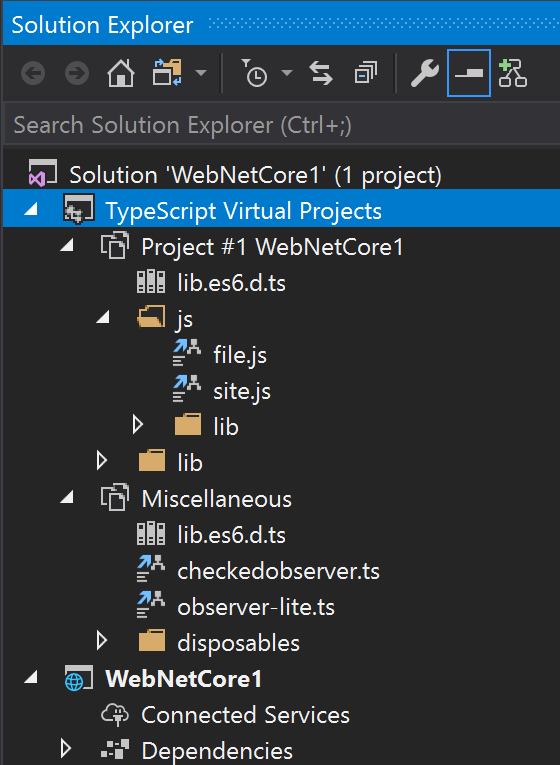 Solution Explorer
Search Solution Explorer (Ctrl+;)
Solution 'WebNetCore1' (1 project)
TypeScript Virtual Projects
Project #1 WebNetCore1
lib.es6.d.ts
js
file.js
site.js
lib
lib
Miscellaneous
lib.es6.d.ts
checkedobserver.ts
observer-lite.ts
disposables
WebNetCore1
Connected Services
Dependencies